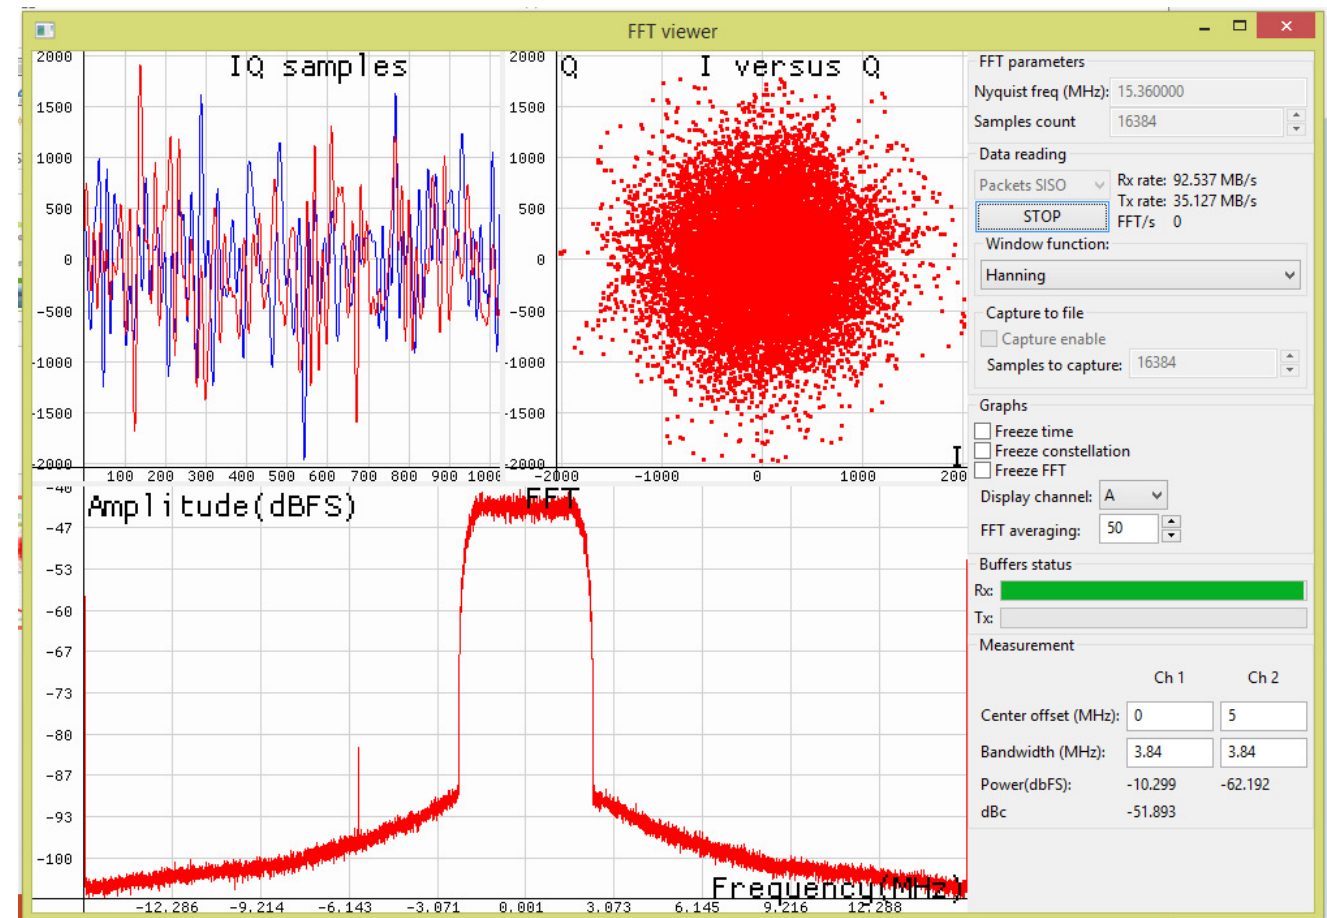 FFT viewer
IQ samples
2000
1500
1000
500
0
-500
-1000
-1500
-2000
100 200 300 400 500 600 700 800 900 1000
Q I versus Q
2000
1500
1000
500
0
-500
-1000
-1500
-2000
I
-2000 -1000 0 1000 200
Amplitude(dBFS) FFT
-40
-47
-53
-60
-67
-73
-80
-87
-93
-100
Frequency(MHz)
-12.286 -9.214 -6.143 -3.071 0.001 3.073 6.145 9.216 12.288
FFT parameters
Nyquist freq (MHz): 15.360000
Samples count 16384
Data reading
Packets SISO
Rx rate: 92.537 MB/s
Tx rate: 35.127 MB/s
STOP
FFT/s 0
Window function:
Hanning
Capture to file
Capture enable
Samples to capture: 16384
Graphs
Freeze time
Freeze constellation
Freeze FFT
Display channel: A
FFT averaging: 50
Buffers status
Rx:
Tx:
Measurement
Ch 1 Ch 2
Center offset (MHz): 0 5
Bandwidth (MHz): 3.84 3.84
Power(dbFS): -10.299 -62.192
dBc -51.893